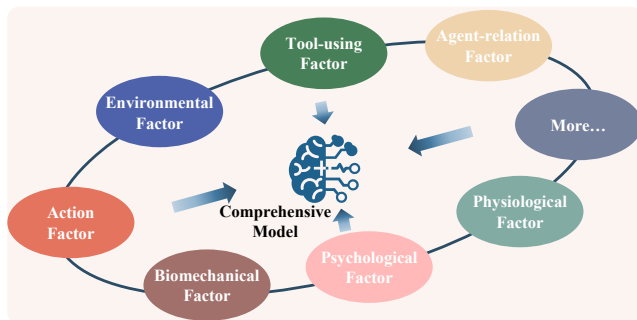 Tool-using
Factor
Agent-relation
Factor
Environmental
Factor
More...
Action
Factor
Comprehensive
Model
Physiological
Factor
Biomechanical
Factor
Psychological
Factor